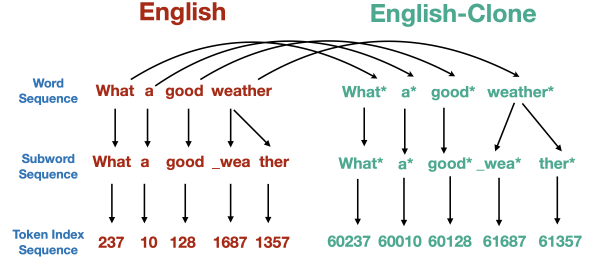 English English-Clone
Word
Sequence
What a good weather What* a* good* weather*
Subword
Sequence
What a good _wea ther What* a* good* _wea* ther*
Token Index
Sequence
237 10 128 1687 1357 60237 60010 60128 61687 61357